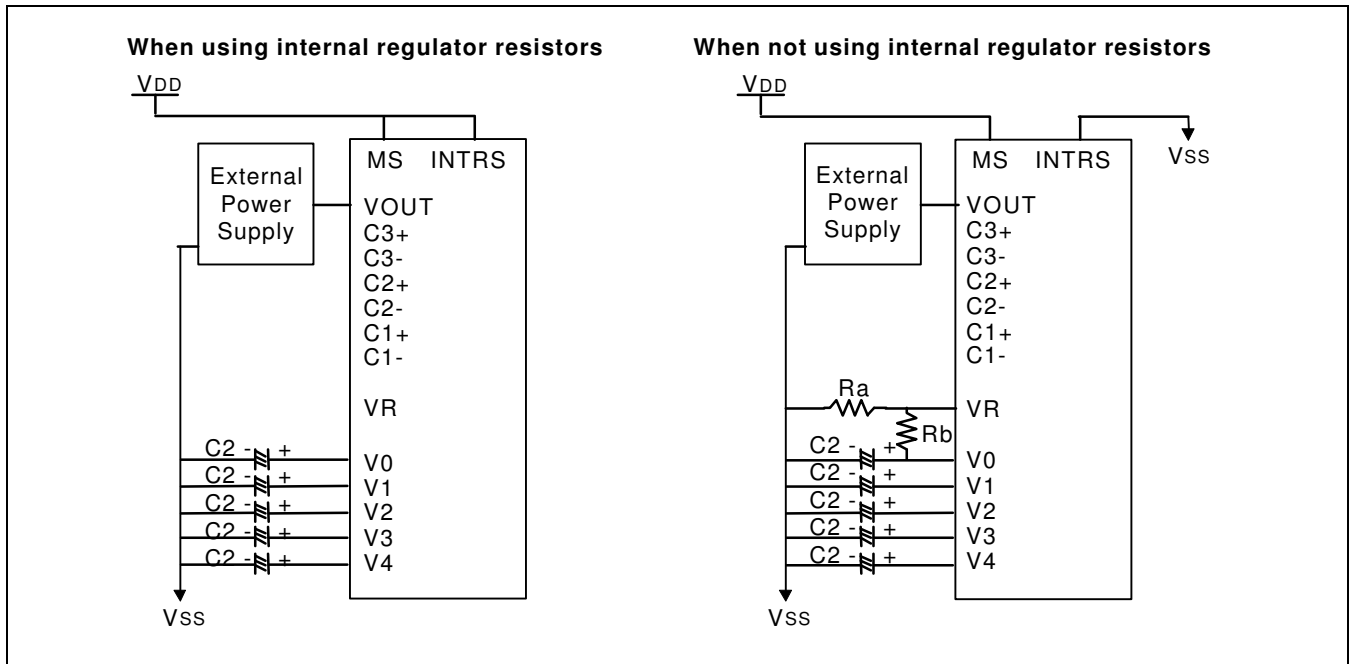 When using internal regulator resistors
VDD
MS INTRS
External
Power
Supply
VOUT
C3+
C3-
C2+
C2-
C1+
C1-
VR
C2 - + V0
C2 - + V1
C2 - + V2
C2 - + V3
C2 - + V4
VSS
When not using internal regulator resistors
VDD
MS INTRS
VSS
External
Power
Supply
VOUT
C3+
C3-
C2+
C2-
C1+
C1-
Ra
VR
Rb
C2 - + V0
C2 - + V1
C2 - + V2
C2 - + V3
C2 - + V4
VSS